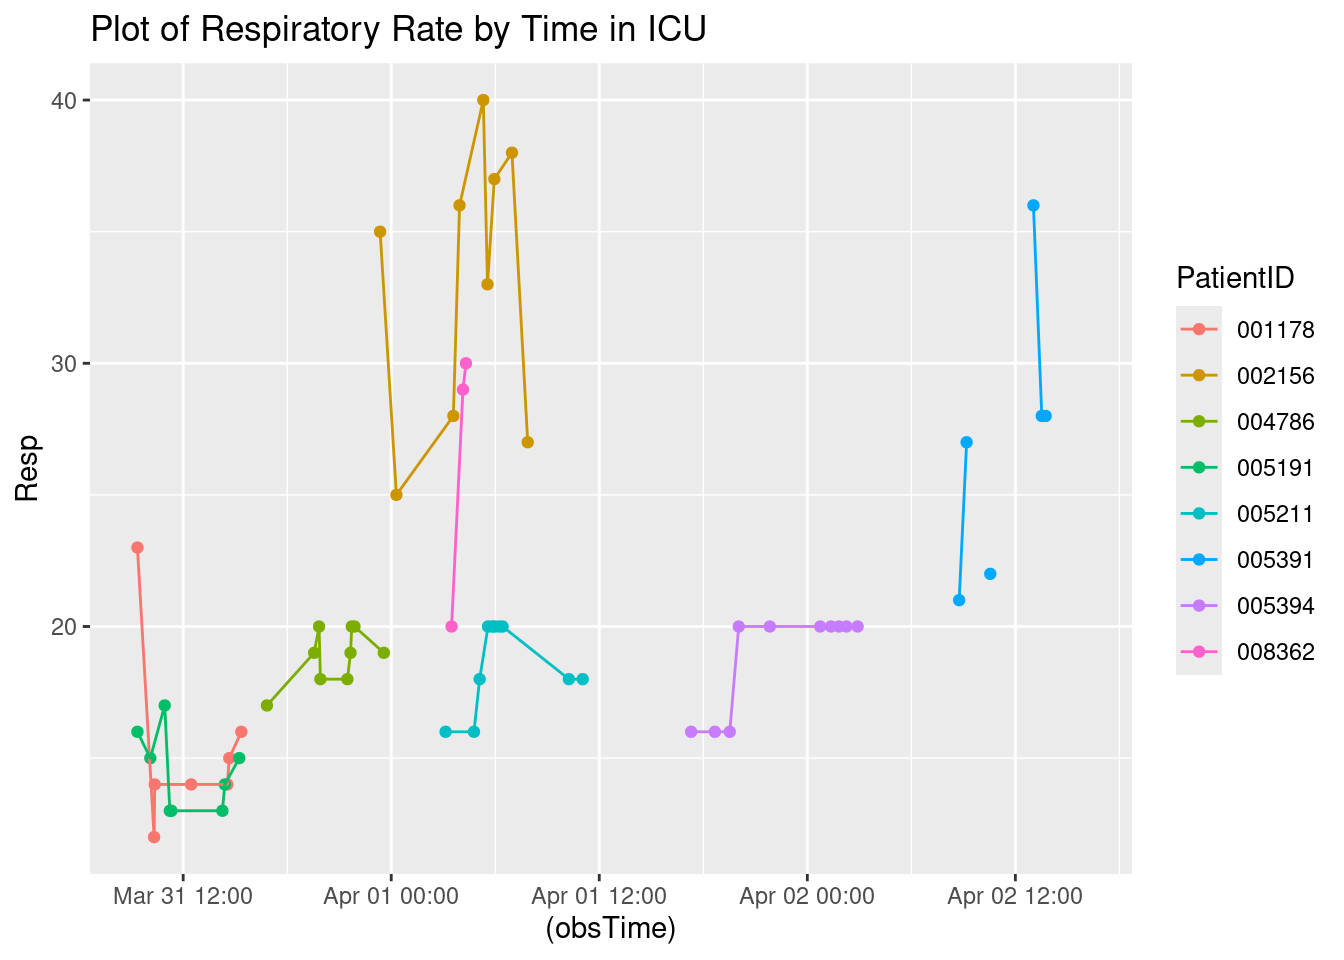 Plot of Respiratory Rate by Time in ICU
40
30
20
Resp
Mar 31 12:00
Apr 01 00:00
Apr 01 12:00
Apr 02 00:00
Apr 02 12:00
(obsTime)
PatientID
001178
002156
004786
005191
005211
005391
005394
008362